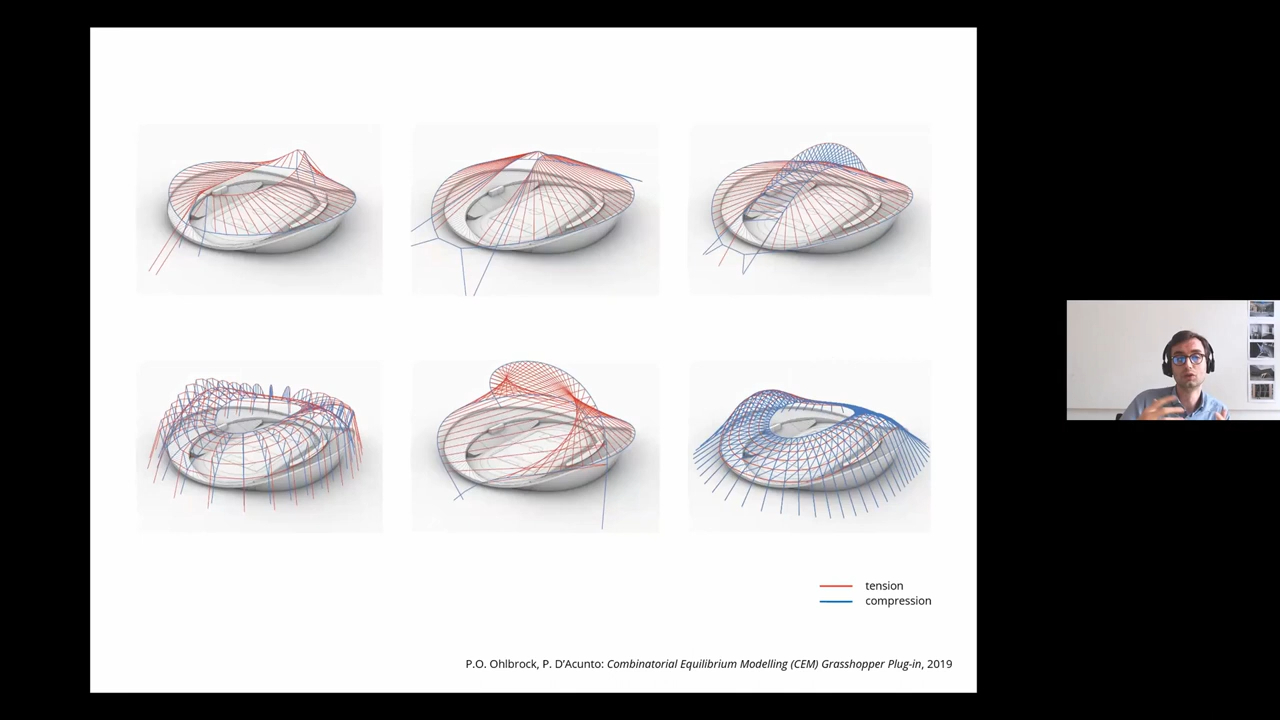 tension
compression
P.O. Ohlbrock, P. D'Acunto: Combinatorial Equilibrium Modelling (CEM) Grasshopper Plug-in, 2019